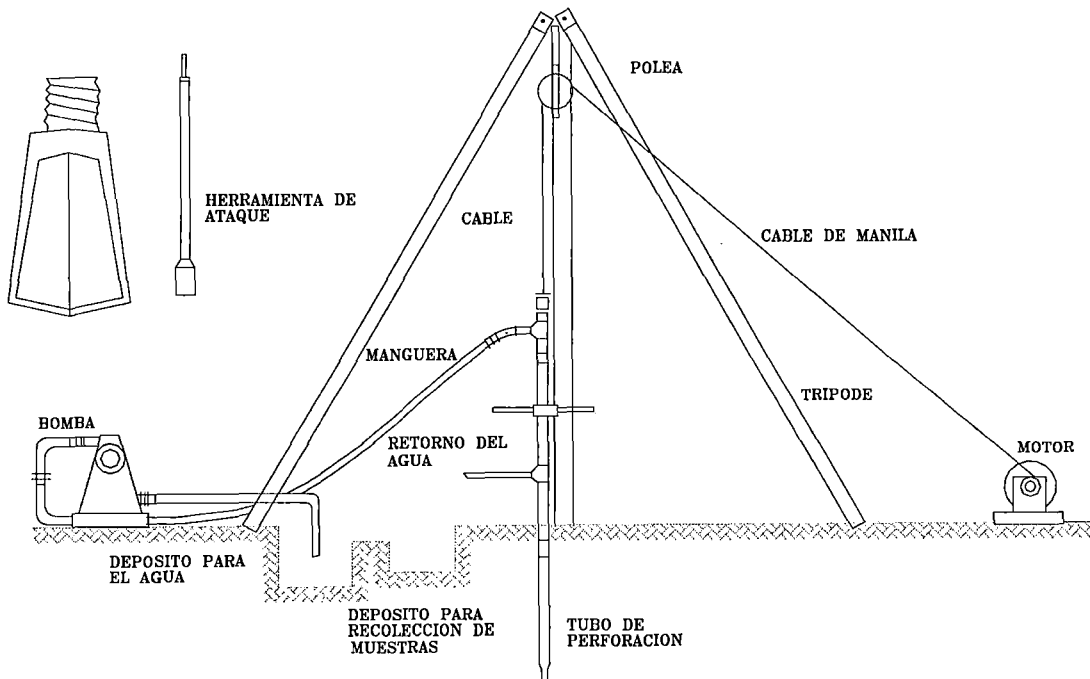 POLEA
HERRAMIENTA DE
ATAQUE
CABLE
CABLE DE MANILA
MANGUERA
TRIPODE
BOMBA
RETORNO DEL
AGUA
MOTOR
DEPOSITO PARA
EL AGUA
DEPOSITO PARA
RECOLECCION DE
MUESTRAS
TUBO DE
PERFORACION